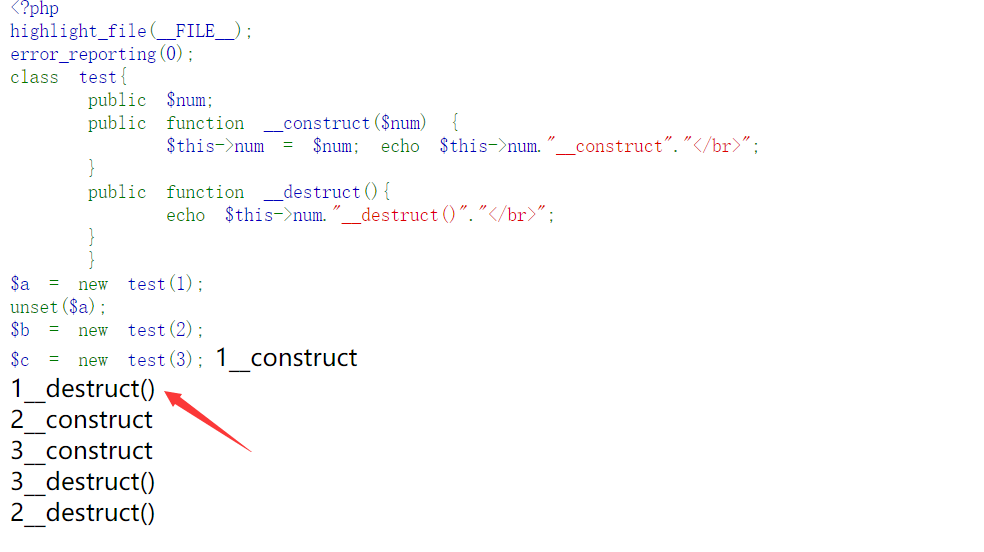 <?php
highlight_file(__FILE__);
error_reporting(0);
class test{
public $num;
public function __construct($num) {
$this->num = $num; echo $this->num."__construct"."</br>";
}
public function __destruct(){
echo $this->num."__destruct()"."</br>";
}
}
$a = new test(1);
unset($a);
$b = new test(2);
$c = new test(3); 1__construct
1__destruct()
2__construct
3__construct
3__destruct()
2__destruct()